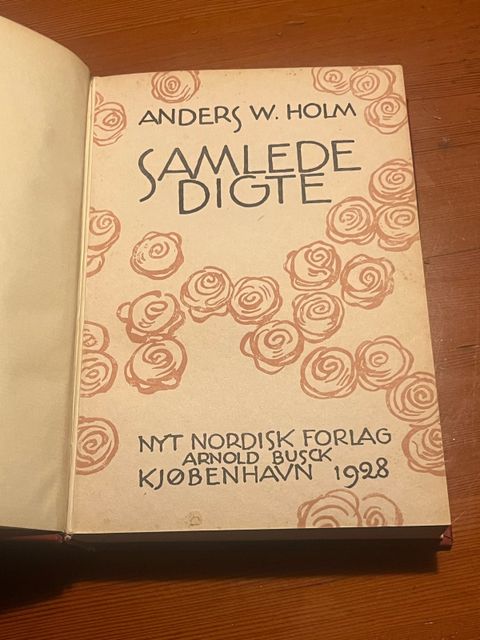 ANDERS W. HOLM
SAMLEDE
DIGTE
NYT NORDISK FORLAG
ARNOLD BUSCK
KJØBENHAVN 1928